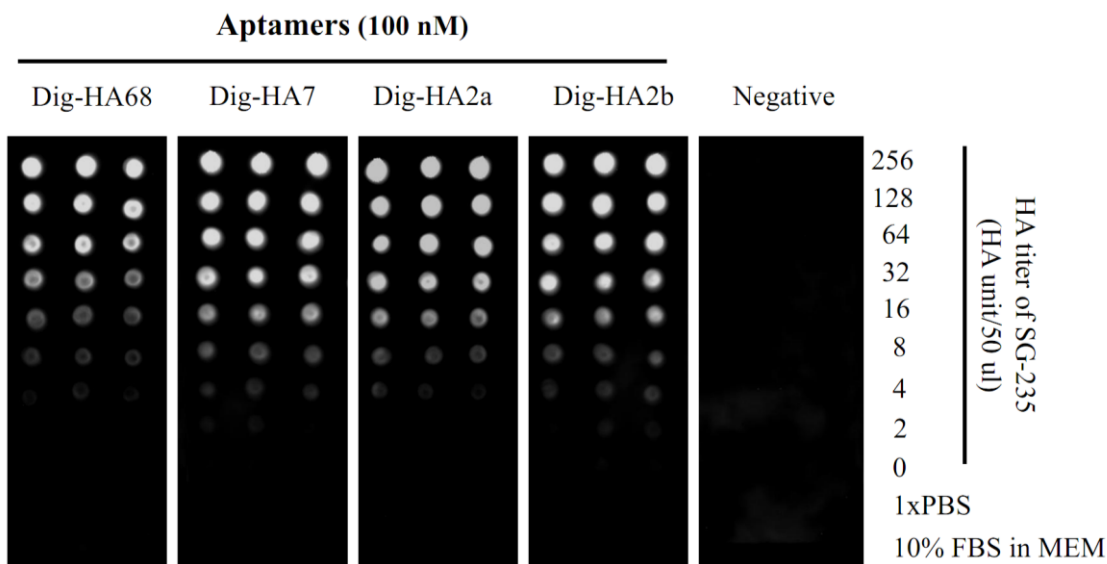 Aptamers (100 nM)
Dig-HA68
Dig-HA7
Dig-HA2a
Dig-HA2b
Negative
256
128
64
32
16
8
4
2
0
1xPBS
10% FBS in MEM
HA titer of SG-235
(HA unit/50 ul)